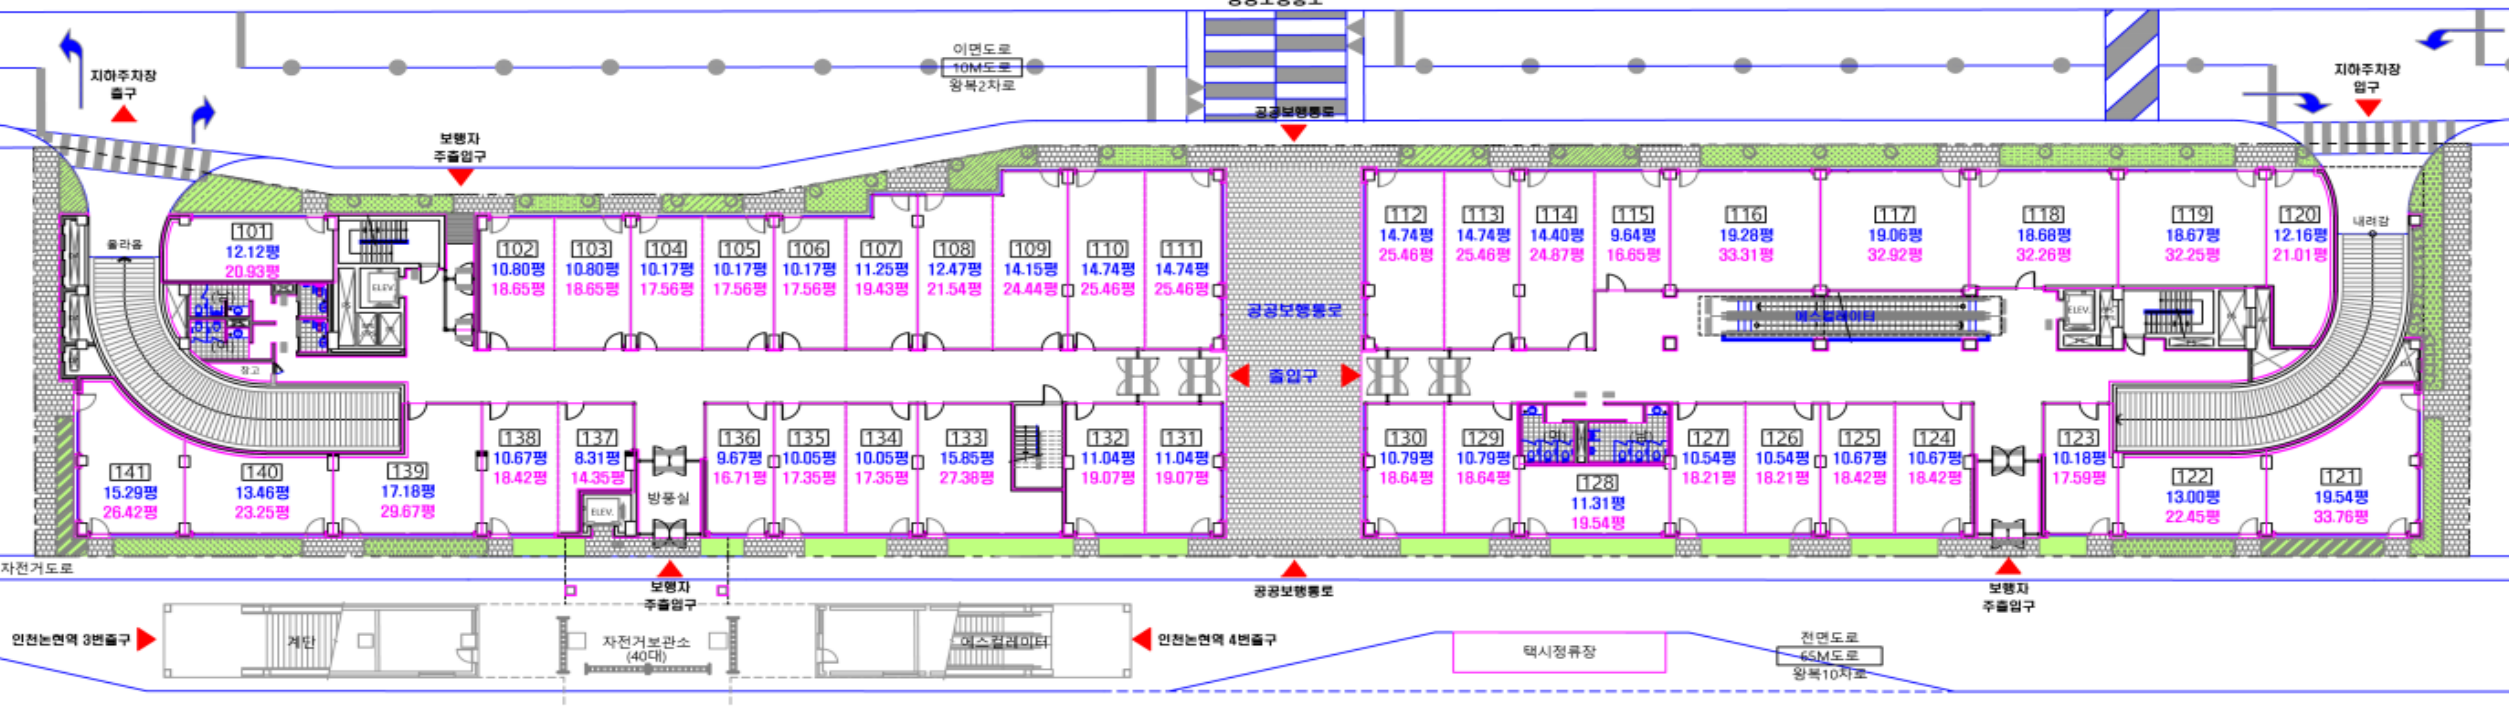 이면도로
10M도로
왕복2차로
지하주차장
출구
지하주차장
입구
공공보행통로
보행자
주출입구
올라옴
내려감
101
12.12평
20.93평
102
10.80평
18.65평
103
10.80평
18.65평
104
10.17평
17.56평
105
10.17평
17.56평
106
10.17평
17.56평
107
11.25평
19.43평
108
12.47평
21.54평
109
14.15평
24.44평
110
14.74평
25.46평
111
14.74평
25.46평
112
14.74평
25.46평
113
14.74평
25.46평
114
14.40평
24.87평
115
9.64평
16.65평
116
19.28평
33.31평
117
19.06평
32.92평
118
18.68평
32.26평
119
18.67평
32.25평
120
12.16평
21.01평
ELEV.
공공보행통로
에스컬레이터
ELEV.
창고
출입구
141
15.29평
26.42평
140
13.46평
23.25평
139
17.18평
29.67평
138
10.67평
18.42평
137
8.31평
14.35평
ELEV.
방풍실
136
9.67평
16.71평
135
10.05평
17.35평
134
10.05평
17.35평
133
15.85평
27.38평
132
11.04평
19.07평
131
11.04평
19.07평
130
10.79평
18.64평
129
10.79평
18.64평
128
11.31평
19.54평
127
10.54평
18.21평
126
10.54평
18.21평
125
10.67평
18.42평
124
10.67평
18.42평
123
10.18평
17.59평
122
13.00평
22.45평
121
19.54평
33.76평
자전거도로
보행자
주출입구
공공보행통로
보행자
주출입구
인천논현역 3번출구
계단
자전거보관소
(40대)
에스컬레이터
인천논현역 4번출구
택시정류장
전면도로
65M도로
왕복10차로